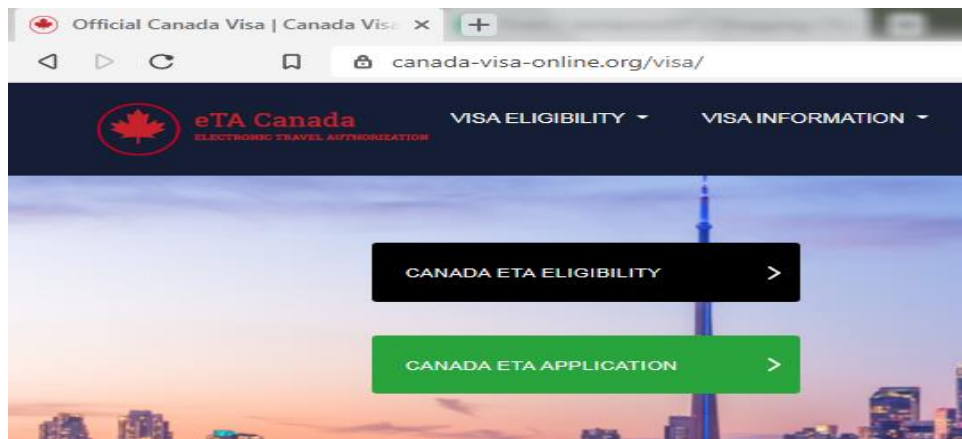 Official Canada Visa | Canada Vis
canada-visa-online.org/visa/
eTA Canada
ELECTRONIC TRAVEL AUTHORIZATION
VISA ELIGIBILITY
VISA INFORMATION
CANADA ETA ELIGIBILITY
CANADA ETA APPLICATION